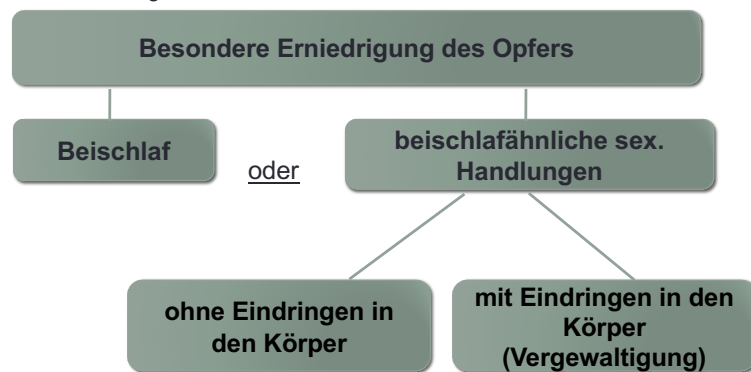 Besondere Erniedrigung des Opfers
Beischlaf
oder
beischlafähnliche sex.
Handlungen
ohne Eindringen in
den Körper
mit Eindringen in den
Körper
(Vergewaltigung)